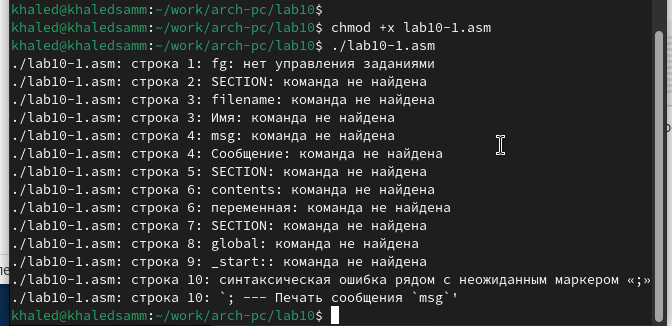 khaled@khaledsamm:~/work/arch-pc/lab10$
khaled@khaledsamm:~/work/arch-pc/lab10$ chmod +x lab10-1.asm
khaled@khaledsamm:~/work/arch-pc/lab10$ ./lab10-1.asm
./lab10-1.asm: строка 1: fg: нет управления заданиями
./lab10-1.asm: строка 2: SECTION: команда не найдена
./lab10-1.asm: строка 3: filename: команда не найдена
./lab10-1.asm: строка 3: Имя: команда не найдена
./lab10-1.asm: строка 4: msg: команда не найдена
./lab10-1.asm: строка 4: Сообщение: команда не найдена
./lab10-1.asm: строка 5: SECTION: команда не найдена
./lab10-1.asm: строка 6: contents: команда не найдена
./lab10-1.asm: строка 6: переменная: команда не найдена
./lab10-1.asm: строка 7: SECTION: команда не найдена
./lab10-1.asm: строка 8: global: команда не найдена
./lab10-1.asm: строка 9: _start:: команда не найдена
./lab10-1.asm: строка 10: синтаксическая ошибка рядом с неожиданным маркером «;»
./lab10-1.asm: строка 10: `; --- Печать сообщения `msg`'
khaled@khaledsamm:~/work/arch-pc/lab10$